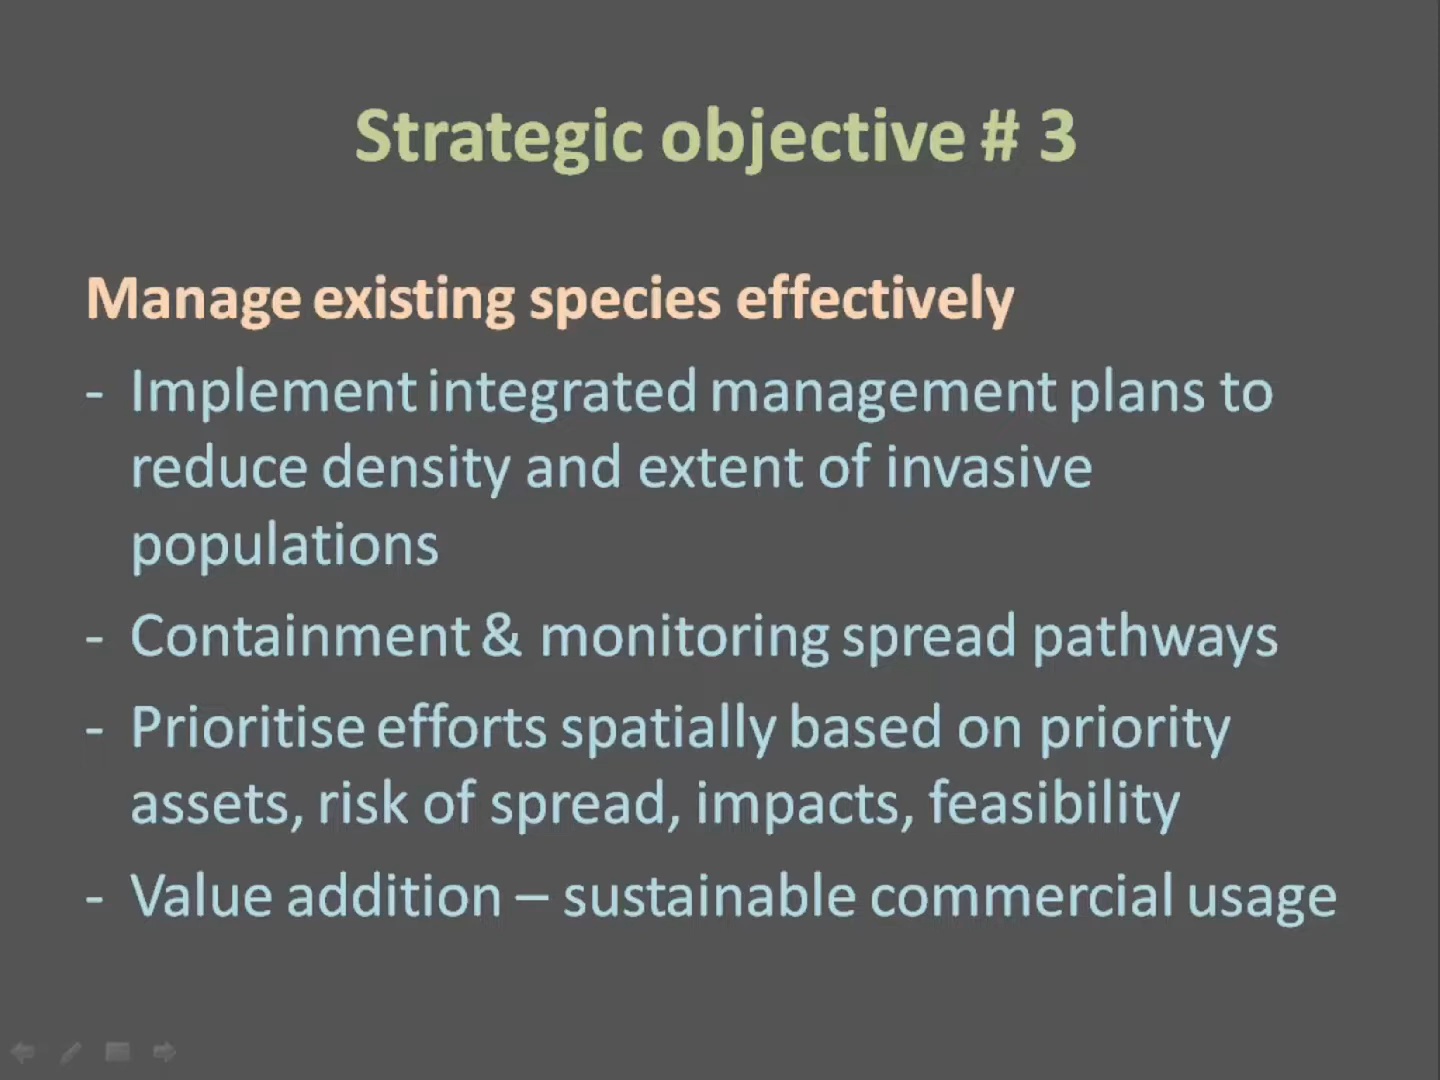 Strategic objective # 3
Manage existing species effectively
- Implement integrated management plans to
reduce density and extent of invasive
populations
- Containment & monitoring spread pathways
- Prioritise efforts spatially based on priority
assets, risk of spread, impacts, feasibility
- Value addition – sustainable commercial usage